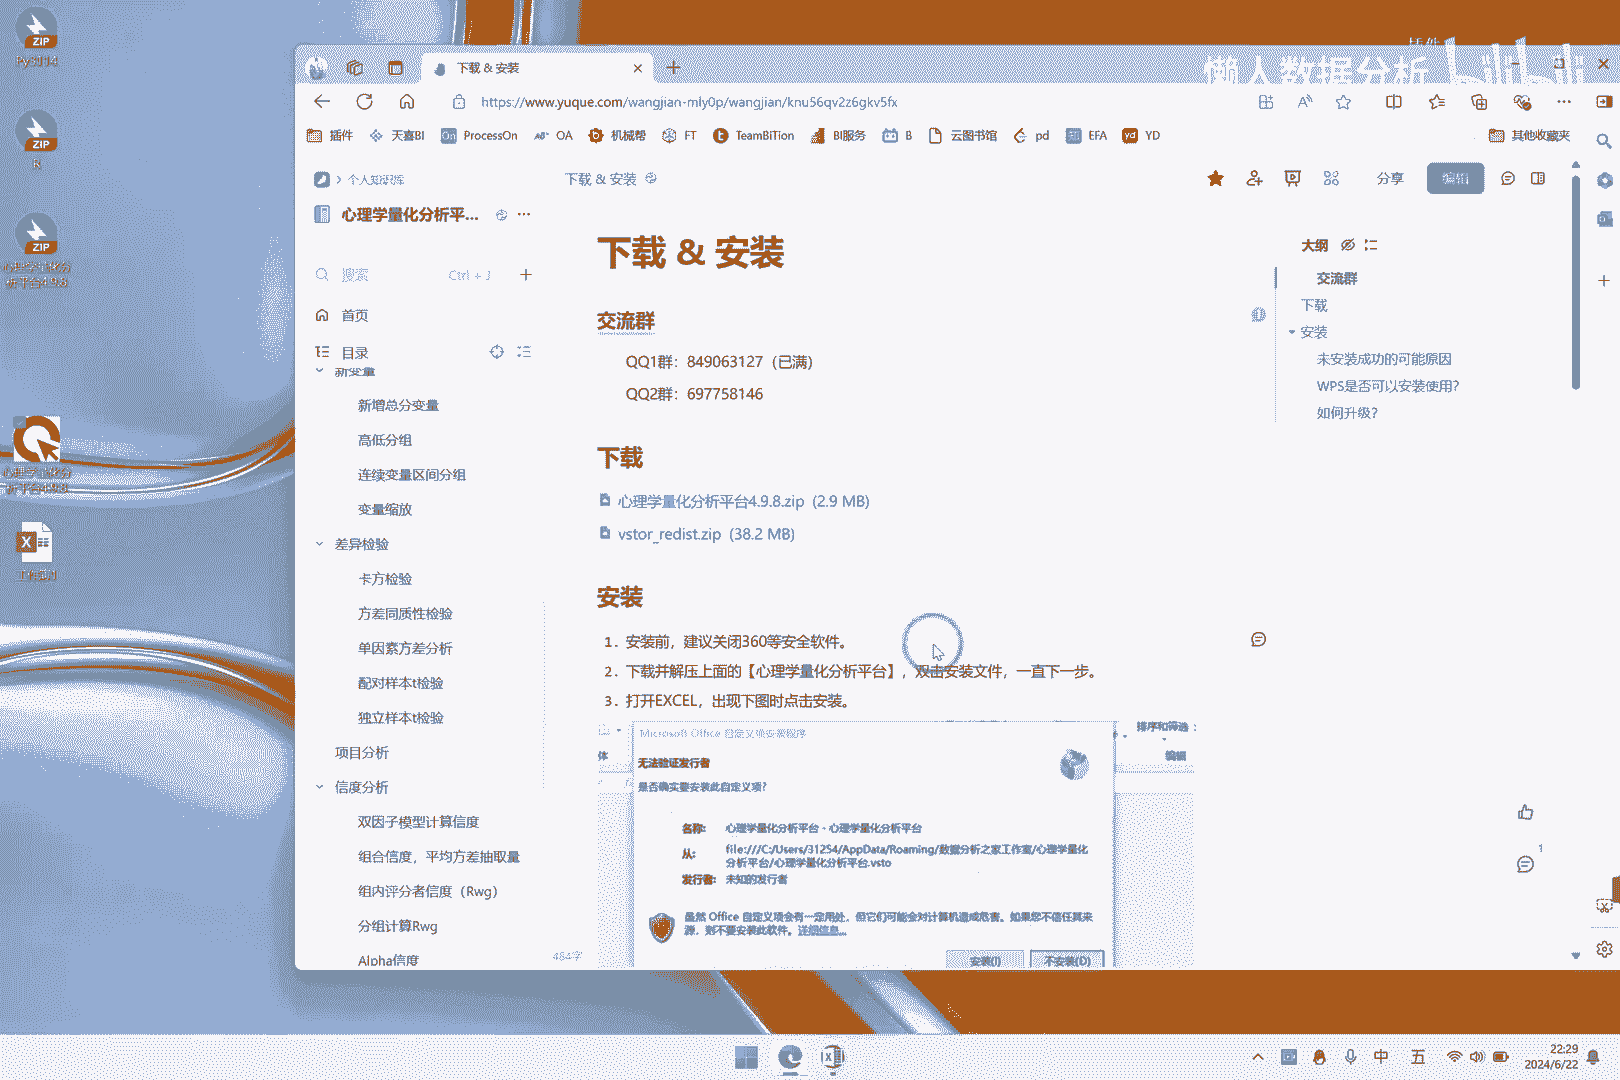 ZIP
ZIP
R
ZIP
心理学量化分
析平台4.9.8
工作表1
插件
懒人数据分析 bilibili
下载 & 安装
https://www.yuque.com/wangjian-mly0p/wangjian/knu56qv2z6gkv5fx
插件 天喜BI ProcessOn OA 机械帮 FT TeamBiTion BI服务 B 云图书馆 pd EFA YD 其他收藏夹
个人知识库
下载 & 安装
分享 编辑
心理学量化分析平...
搜索 Ctrl + J
首页
目录
新变量
新增总分变量
高低分组
连续变量区间分组
变量缩放
差异检验
卡方检验
方差同质性检验
单因素方差分析
配对样本t检验
独立样本t检验
项目分析
信度分析
双因子模型计算信度
组合信度，平均方差抽取量
组内评分者信度（Rwg）
分组计算Rwg
Alpha信度
484字
下载 & 安装
交流群
QQ1群：849063127（已满）
QQ2群：697758146
下载
心理学量化分析平台4.9.8.zip (2.9 MB)
vstor_redist.zip (38.2 MB)
安装
1. 安装前，建议关闭360等安全软件。
2. 下载并解压上面的【心理学量化分析平台】，双击安装文件，一直下一步。
3. 打开EXCEL，出现下图时点击安装。
体
排序和筛选
编辑
Microsoft Office 自定义项安装程序
无法验证发行者
是否确实要安装此自定义项?
名称: 心理学量化分析平台 - 心理学量化分析平台
从: file:///C:/Users/31254/AppData/Roaming/数据分析之家工作室/心理学量化
分析平台/心理学量化分析平台.vsto
发行者: 未知的发行者
虽然 Office 自定义项会有一定用处，但它们可能会对计算机造成危害。如果您不信任其来
源，则不要安装此软件。详细信息...
安装(I) 不安装(D)
大纲
交流群
下载
安装
未安装成功的可能原因
WPS是否可以安装使用？
如何升级？
1
中 五
22:29
2024/6/22